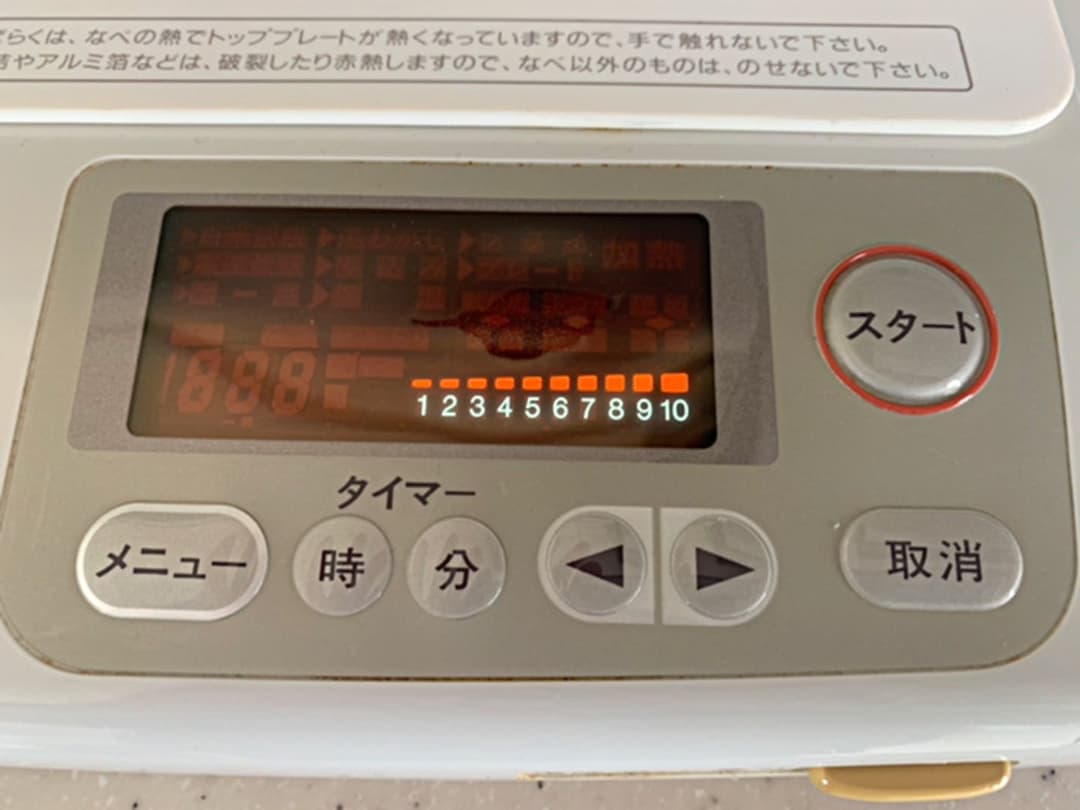 らくは、なべの熱でトッププレートが熱くなっていますので、手で触れないで下さい。
やアルミ箔などは、破裂したり赤熱しますので、なべ以外のものは、のせないで下さい。
加熱
888
1 2 3 4 5 6 7 8 9 10
スタート
タイマー
メニュー
時
分
取消